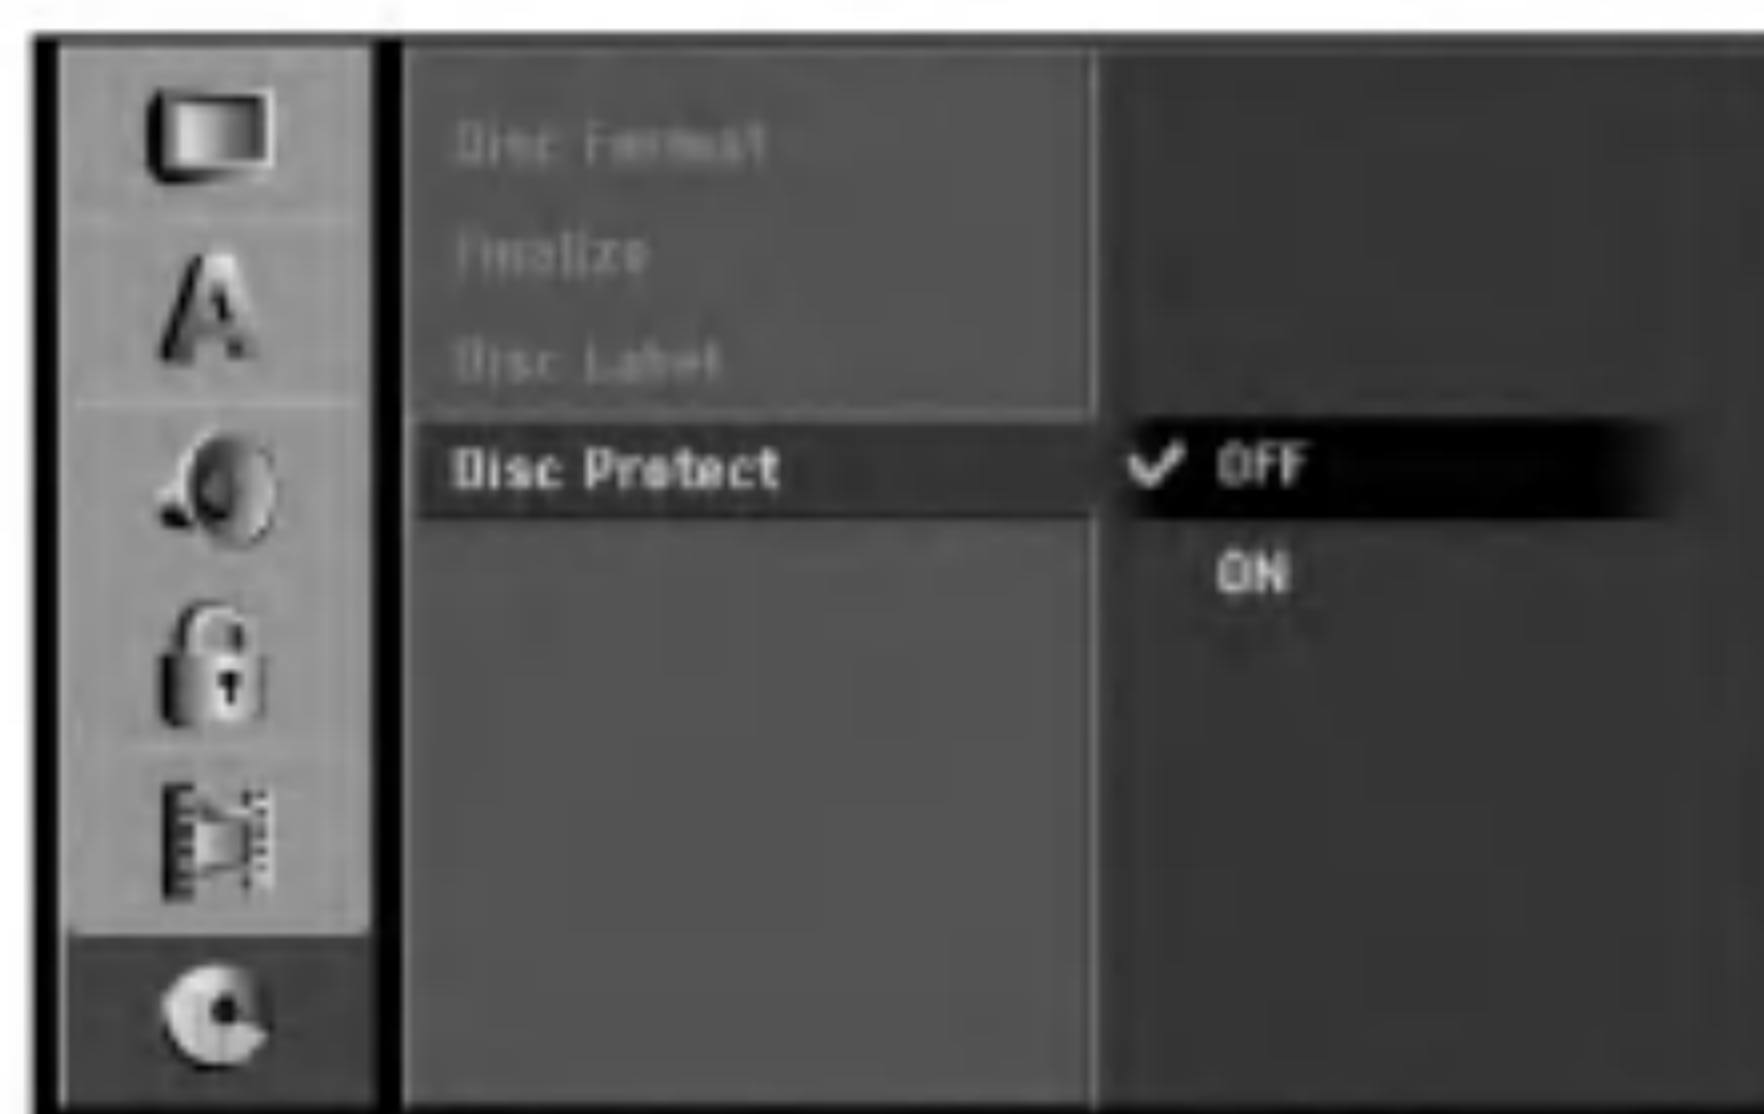 Disc Format
Finalize
Disc Label
Disc Protect
✓ OFF
ON